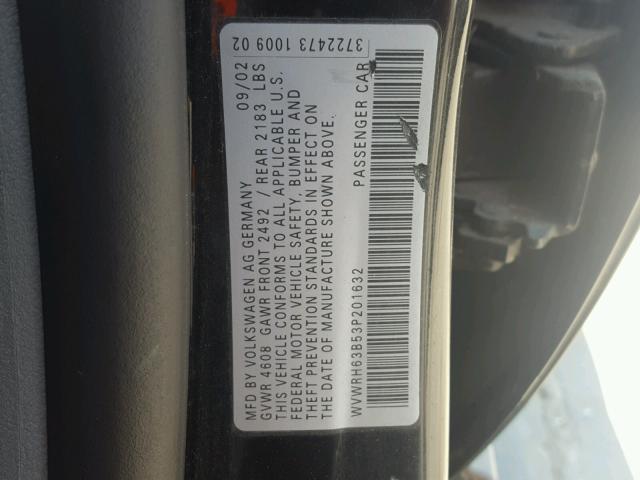 MFD BY VOLKSWAGEN AG GERMANY 09/02
GVWR 4608 GAWR FRONT 2492 / REAR 2183 LBS
THIS VEHICLE CONFORMS TO ALL APPLICABLE U.S.
FEDERAL MOTOR VEHICLE SAFETY, BUMPER AND
THEFT PREVENTION STANDARDS IN EFFECT ON
THE DATE OF MANUFACTURE SHOWN ABOVE.
WVWRH63B53P201632 PASSENGER CAR
3722473 1009 02